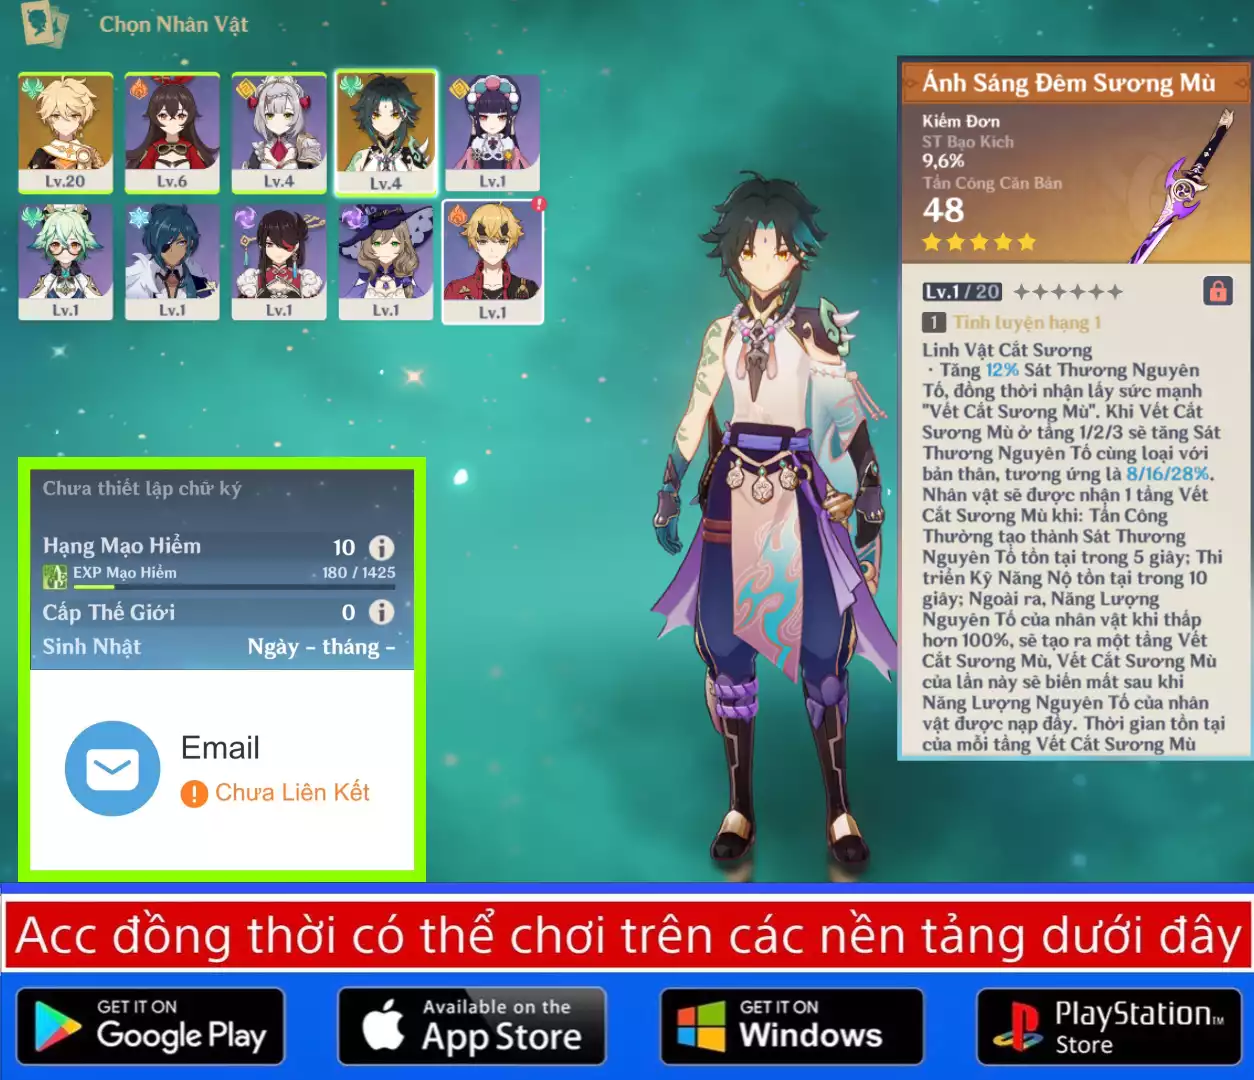 Chọn Nhân Vật
Lv.20
Lv.6
Lv.4
Lv.4
Lv.1
Lv.1
Lv.1
Lv.1
Lv.1
Lv.1
Chưa thiết lập chữ ký
Hạng Mạo Hiểm 10
EXP Mạo Hiểm 180 / 1425
Cấp Thế Giới 0
Sinh Nhật Ngày - tháng -
Email
Chưa Liên Kết
Ánh Sáng Đêm Sương Mù
Kiếm Đơn
ST Bạo Kích
9,6%
Tấn Công Căn Bản
48
Lv.1 / 20
1 Tinh luyện hạng 1
Linh Vật Cắt Sương
· Tăng 12% Sát Thương Nguyên
Tố, đồng thời nhận lấy sức mạnh
"Vết Cắt Sương Mù". Khi Vết Cắt
Sương Mù ở tầng 1/2/3 sẽ tăng Sát
Thương Nguyên Tố cùng loại với
bản thân, tương ứng là 8/16/28%.
Nhân vật sẽ được nhận 1 tầng Vết
Cắt Sương Mù khi: Tấn Công
Thường tạo thành Sát Thương
Nguyên Tố tồn tại trong 5 giây; Thi
triển Kỹ Năng Nộ tồn tại trong 10
giây; Ngoài ra, Năng Lượng
Nguyên Tố của nhân vật khi thấp
hơn 100%, sẽ tạo ra một tầng Vết
Cắt Sương Mù, Vết Cắt Sương Mù
của lần này sẽ biến mất sau khi
Năng Lượng Nguyên Tố của nhân
vật được nạp đầy. Thời gian tồn tại
của mỗi tầng Vết Cắt Sương Mù
Acc đồng thời có thể chơi trên các nền tảng dưới đây
GET IT ON
Google Play
Available on the
App Store
GET IT ON
Windows
PlayStation™
Store